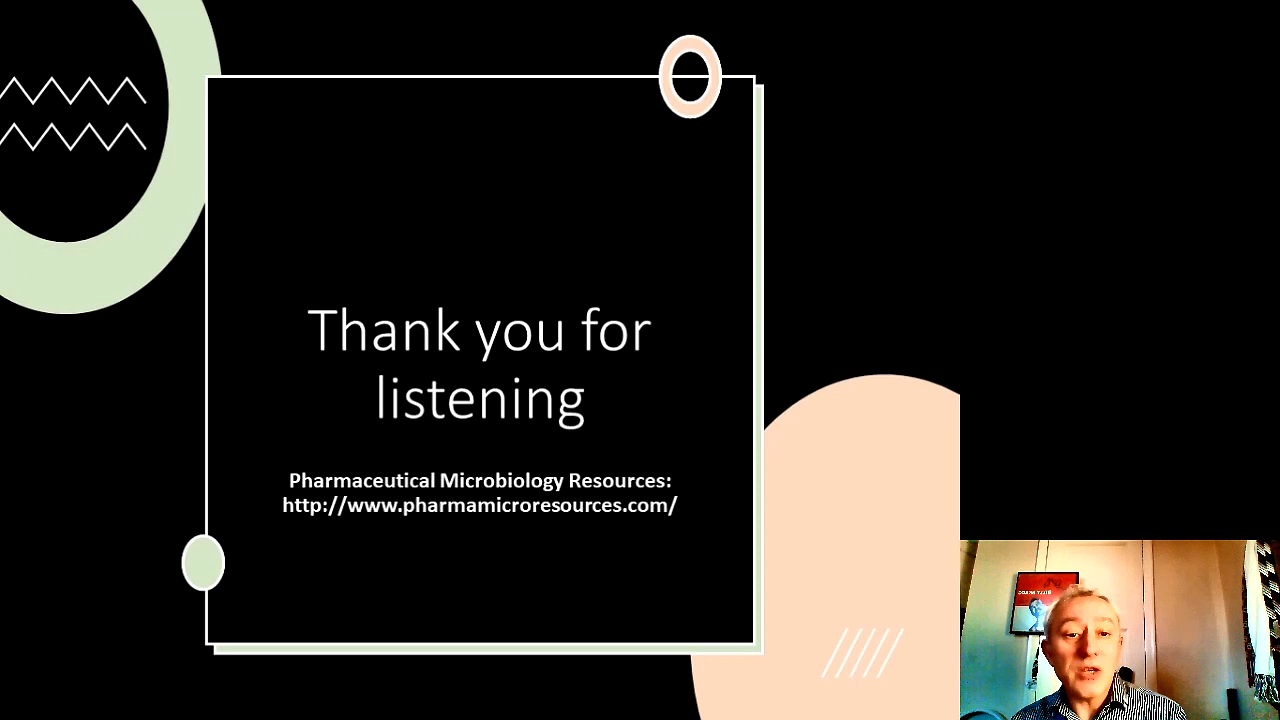 Thank you for
listening
Pharmaceutical Microbiology Resources:
http://www.pharmamicroresources.com/